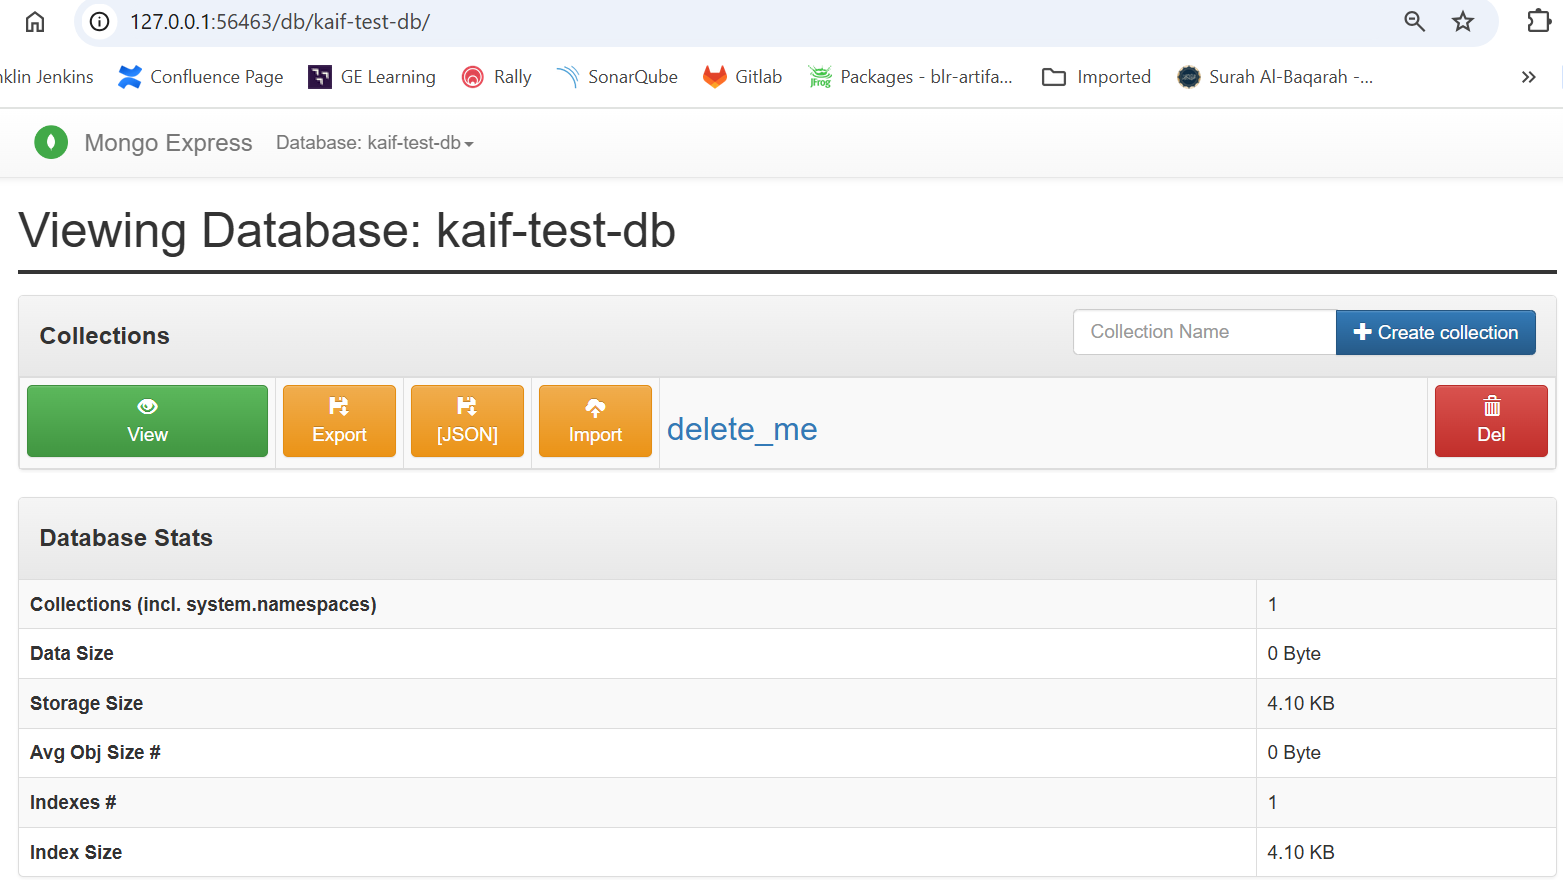 127.0.0.1:56463/db/kaif-test-db/
nklin Jenkins Confluence Page GE Learning Rally SonarQube Gitlab JFrog Packages - blr-artifa... Imported Surah Al-Baqarah -... »
Mongo Express Database: kaif-test-db
Viewing Database: kaif-test-db
Collections Collection Name Create collection
View Export [JSON] Import delete_me Del
Database Stats
Collections (incl. system.namespaces) 1
Data Size 0 Byte
Storage Size 4.10 KB
Avg Obj Size # 0 Byte
Indexes # 1
Index Size 4.10 KB